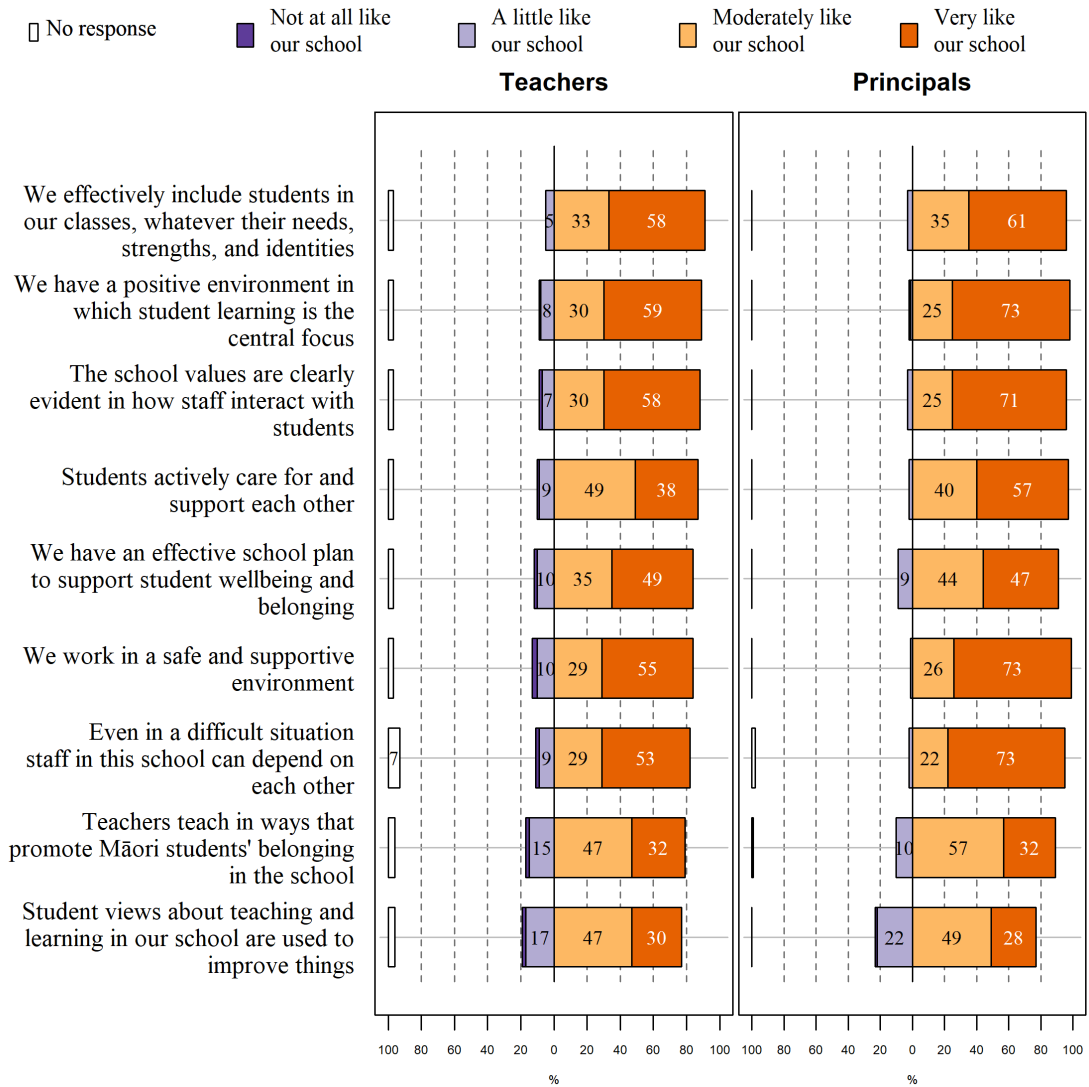 No response
Not at all like
our school
A little like
our school
Moderately like
our school
Very like
our school
Teachers
Principals
We effectively include students in
our classes, whatever their needs,
strengths, and identities
5 33 58
35 61
We have a positive environment in
which student learning is the
central focus
8 30 59
25 73
The school values are clearly
evident in how staff interact with
students
7 30 58
25 71
Students actively care for and
support each other
9 49 38
40 57
We have an effective school plan
to support student wellbeing and
belonging
10 35 49
9 44 47
We work in a safe and supportive
environment
10 29 55
26 73
Even in a difficult situation
staff in this school can depend on
each other
7 9 29 53
22 73
Teachers teach in ways that
promote Māori students' belonging
in the school
15 47 32
10 57 32
Student views about teaching and
learning in our school are used to
improve things
17 47 30
22 49 28
100 80 60 40 20 0 20 40 60 80 100
100 80 60 40 20 0 20 40 60 80 100
%
%